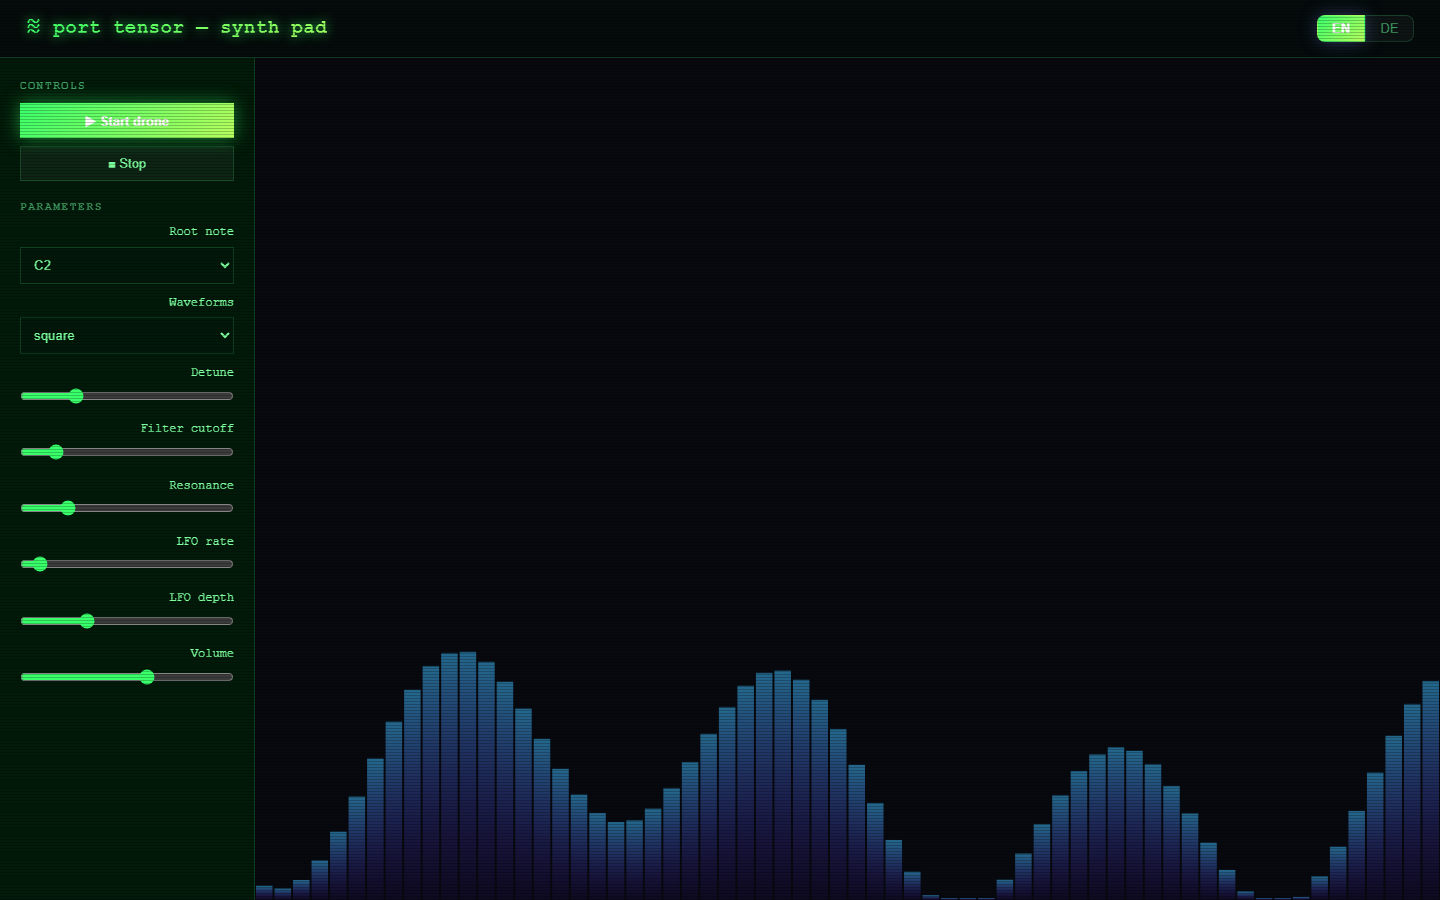 ≋ port tensor — synth pad
EN DE
CONTROLS
▶ Start drone
■ Stop
PARAMETERS
Root note
C2
Waveforms
square
Detune
Filter cutoff
Resonance
LFO rate
LFO depth
Volume